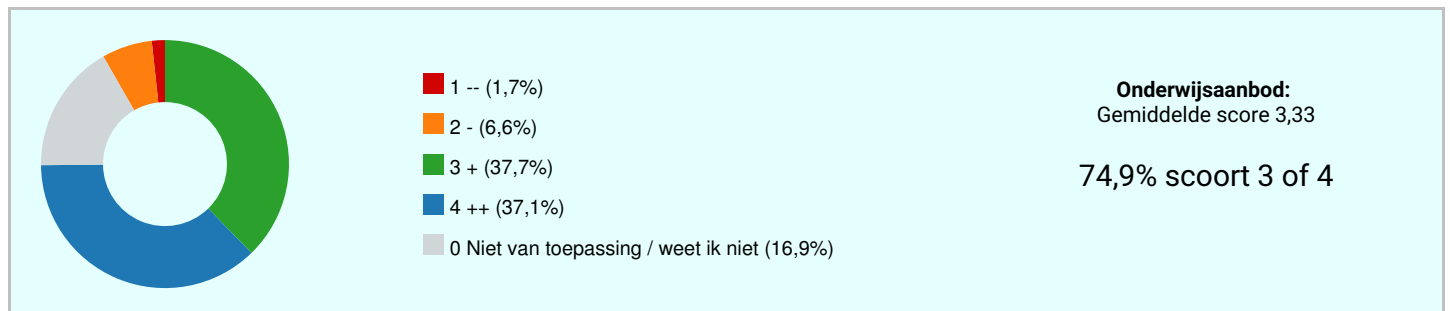 1 -- (1,7%)
2 - (6,6%)
3 + (37,7%)
4 ++ (37,1%)
0 Niet van toepassing / weet ik niet (16,9%)
Onderwijsaanbod:
Gemiddelde score 3,33
74,9% scoort 3 of 4